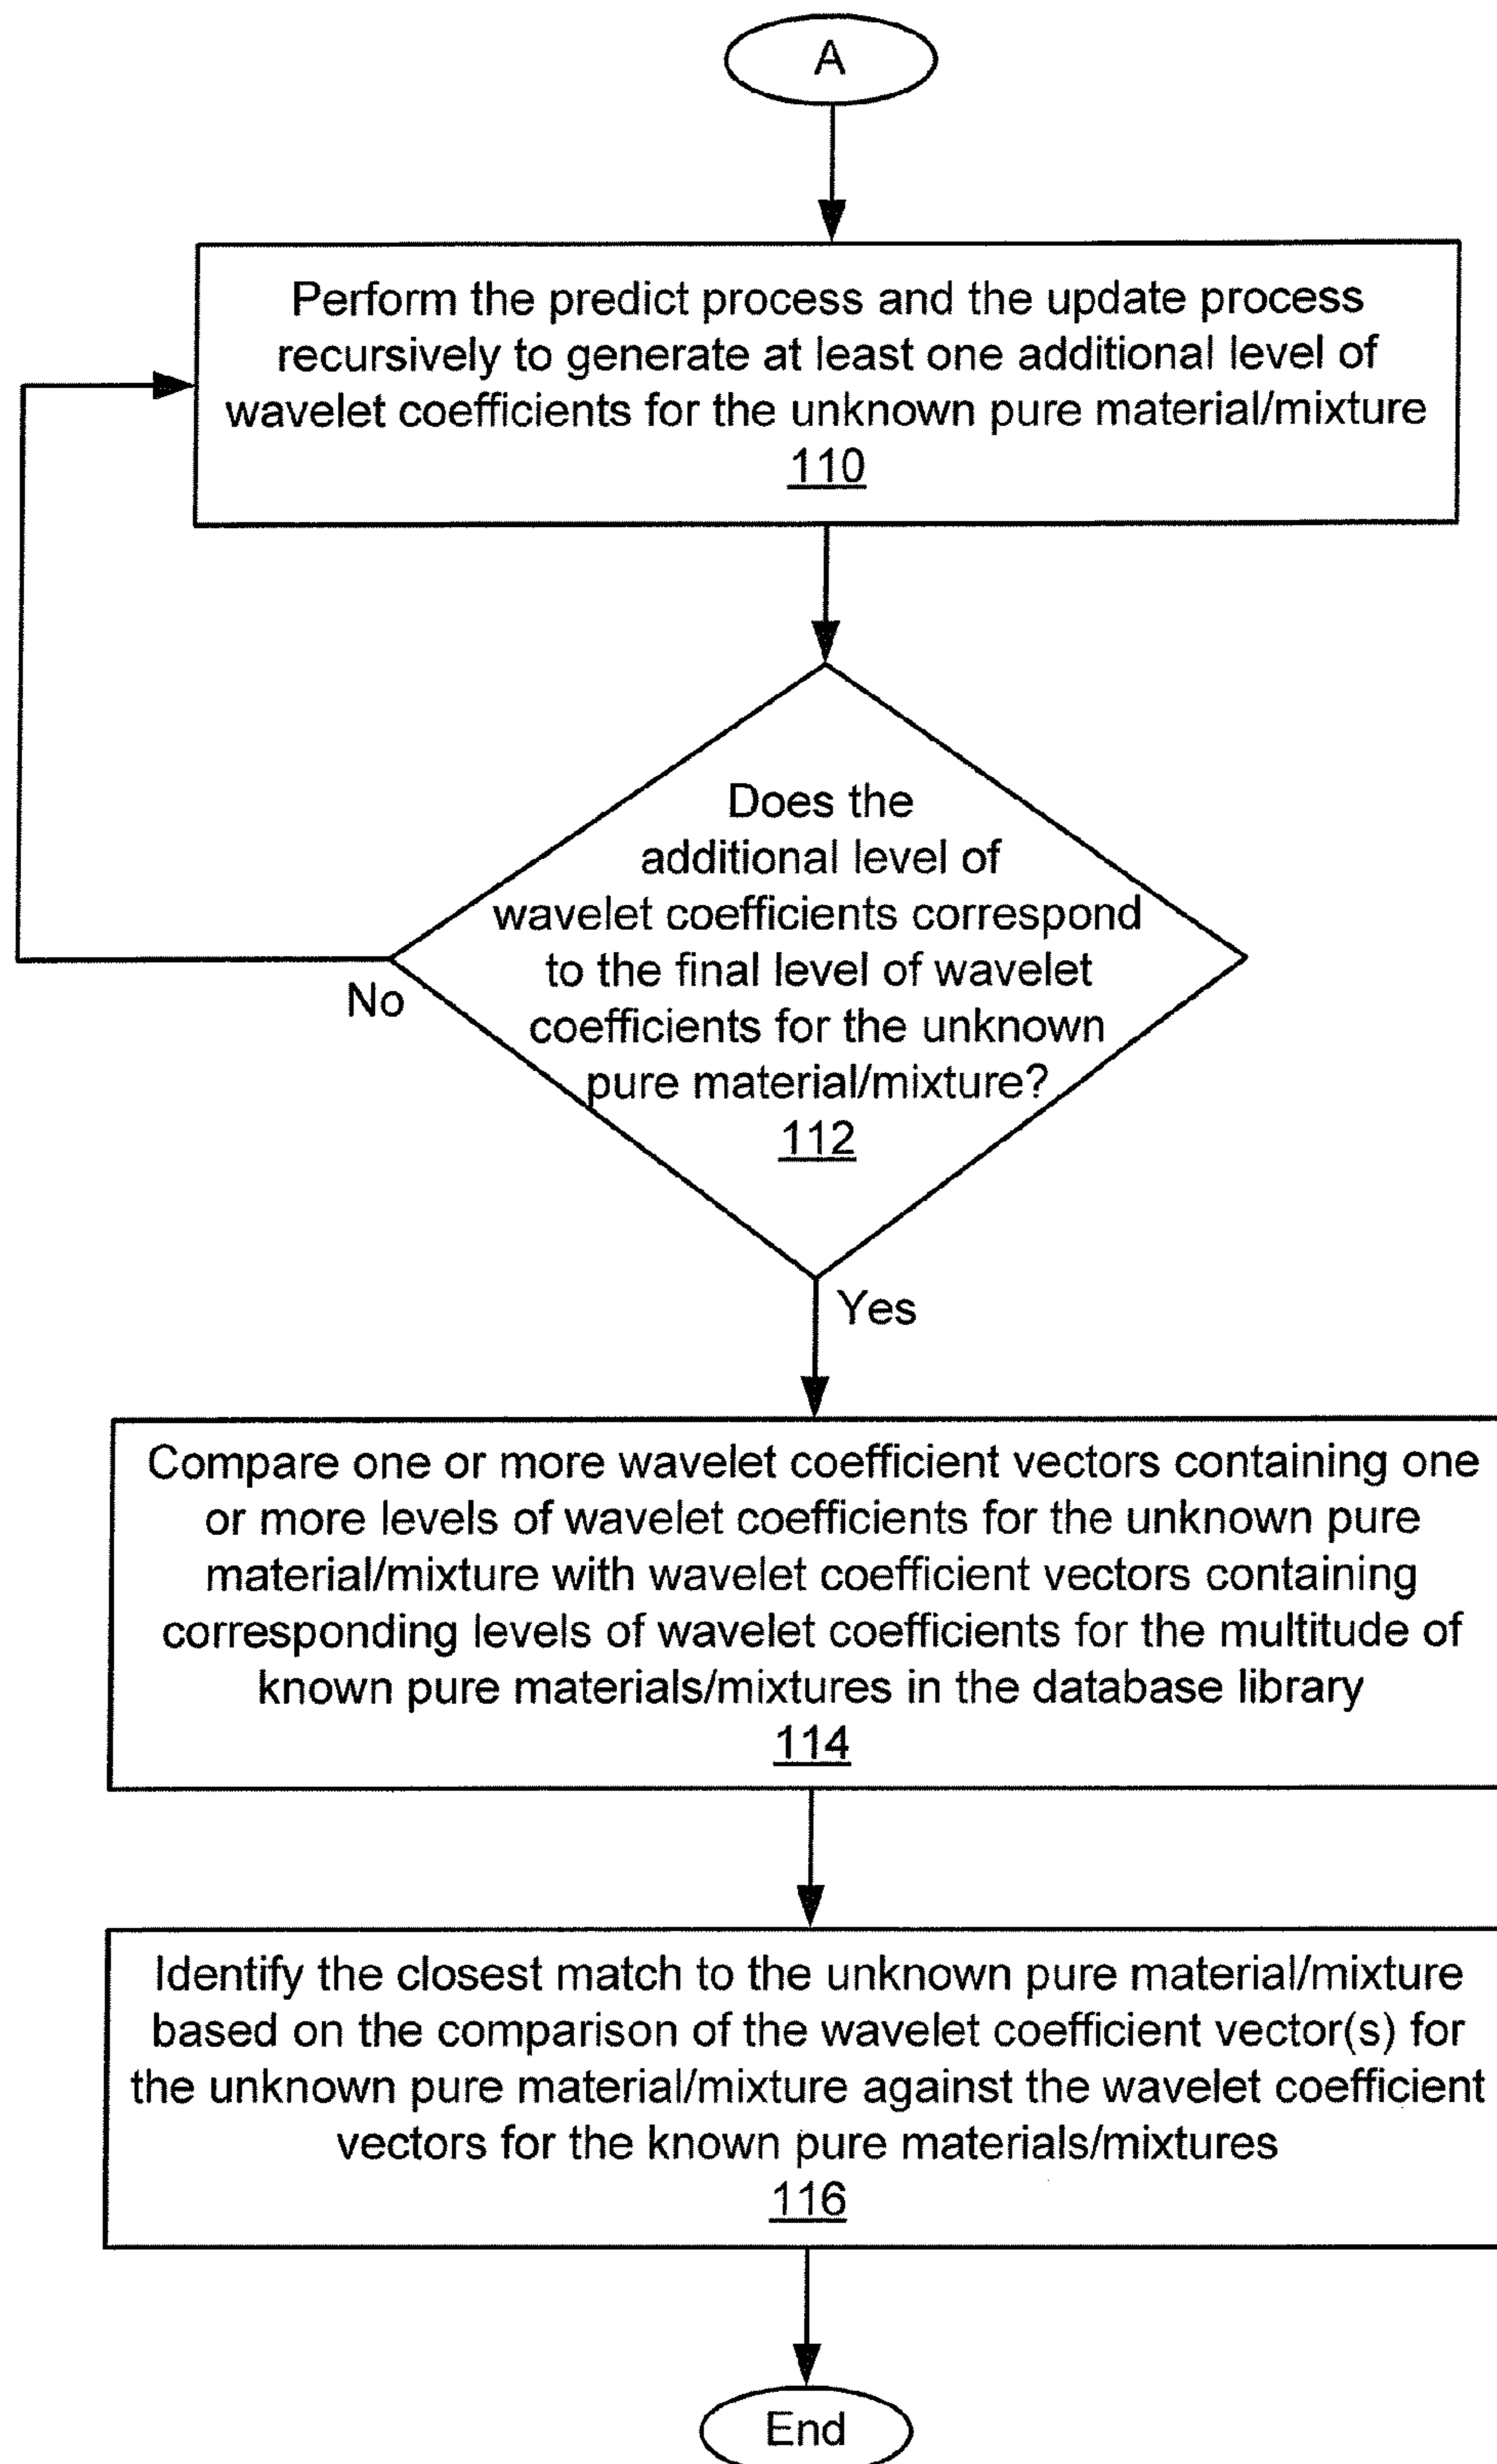 A
Perform the predict process and the update process
recursively to generate at least one additional level of
wavelet coefficients for the unknown pure material/mixture
110
Does the
additional level of
wavelet coefficients correspond
to the final level of wavelet
coefficients for the unknown
pure material/mixture?
112
No
Yes
Compare one or more wavelet coefficient vectors containing one
or more levels of wavelet coefficients for the unknown pure
material/mixture with wavelet coefficient vectors containing
corresponding levels of wavelet coefficients for the multitude of
known pure materials/mixtures in the database library
114
Identify the closest match to the unknown pure material/mixture
based on the comparison of the wavelet coefficient vector(s) for
the unknown pure material/mixture against the wavelet coefficient
vectors for the known pure materials/mixtures
116
End